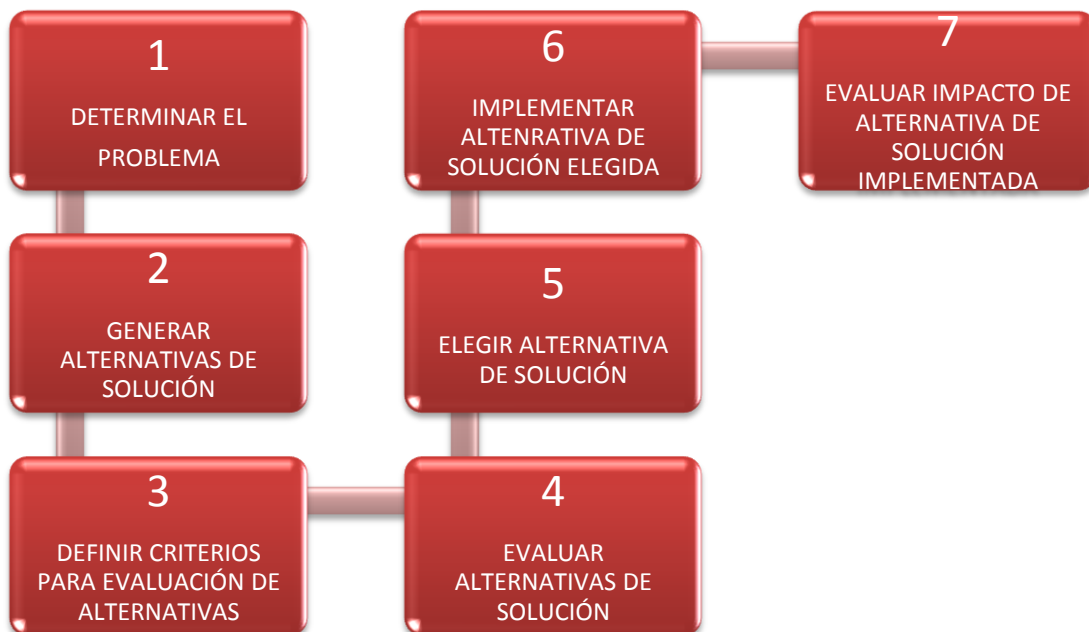 1
DETERMINAR EL
PROBLEMA
2
GENERAR
ALTERNATIVAS DE
SOLUCIÓN
3
DEFINIR CRITERIOS
PARA EVALUACIÓN DE
ALTERNATIVAS
4
EVALUAR
ALTERNATIVAS DE
SOLUCIÓN
5
ELEGIR ALTERNATIVA
DE SOLUCIÓN
6
IMPLEMENTAR
ALTENRATIVA DE
SOLUCIÓN ELEGIDA
7
EVALUAR IMPACTO DE
ALTERNATIVA DE
SOLUCIÓN
IMPLEMENTADA